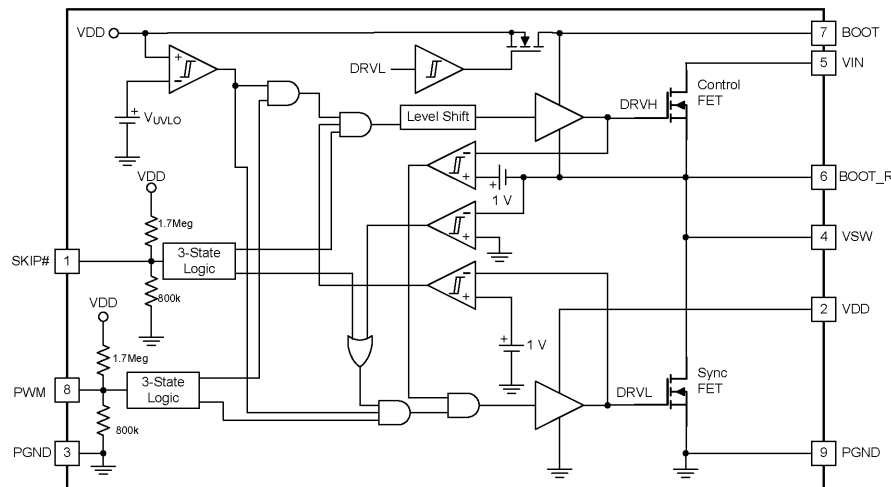 VDD
7
BOOT
5
VIN
DRVL
Control
FET
DRVH
+
-
Level Shift
+
VUVLO
-
+
+
1 V
6
BOOT_R
VDD
1.7Meg
-
+
4
VSW
SKIP#
1
3-State
Logic
-
+
800k
VDD
2
VDD
+
1 V
1.7Meg
Sync
FET
PWM
8
3-State
Logic
DRVL
800k
PGND
3
9
PGND